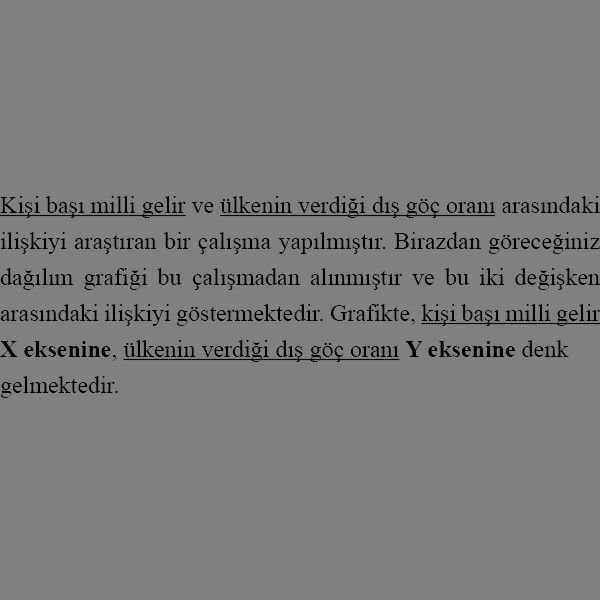 Kişi başı milli gelir ve ülkenin verdiği dış göç oranı arasındaki
ilişkiyi araştıran bir çalışma yapılmıştır. Birazdan göreceğiniz
dağılım grafiği bu çalışmadan alınmıştır ve bu iki değişken
arasındaki ilişkiyi göstermektedir. Grafikte, kişi başı milli gelir
X eksenine, ülkenin verdiği dış göç oranı Y eksenine denk
gelmektedir.